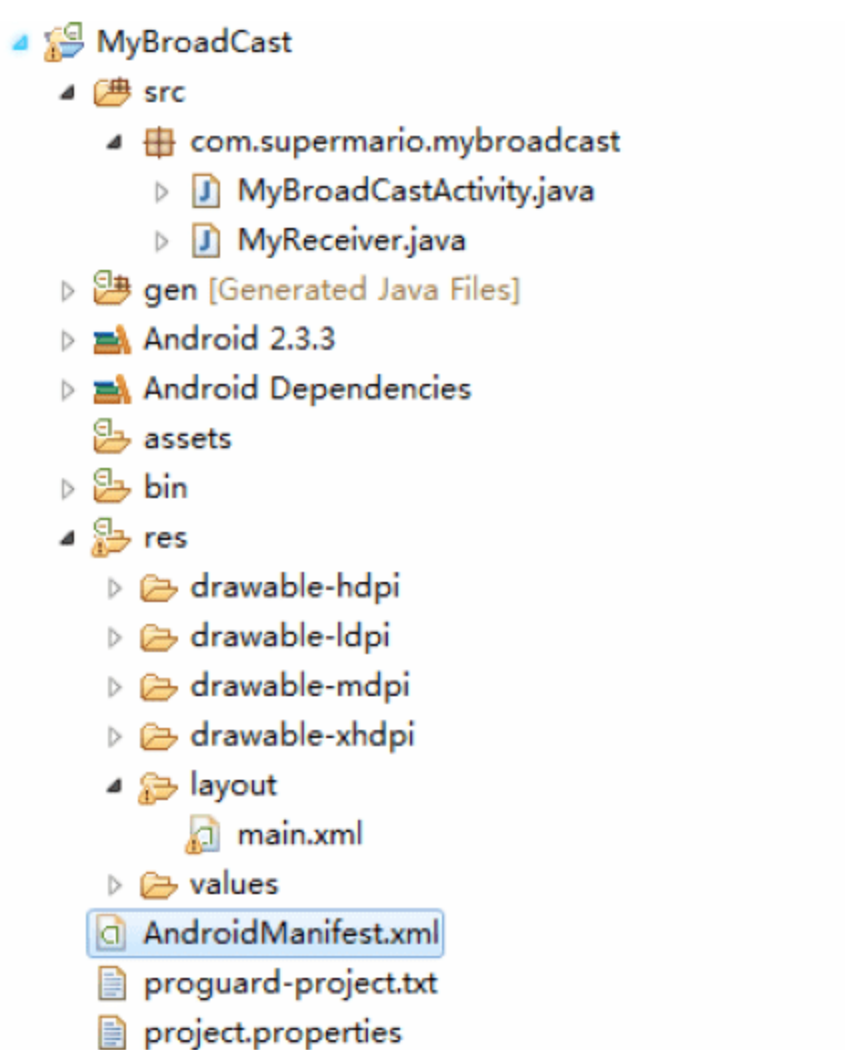 MyBroadCast
src
com.supermario.mybroadcast
MyBroadCastActivity.java
MyReceiver.java
gen [Generated Java Files]
Android 2.3.3
Android Dependencies
assets
bin
res
drawable-hdpi
drawable-ldpi
drawable-mdpi
drawable-xhdpi
layout
main.xml
values
AndroidManifest.xml
proguard-project.txt
project.properties